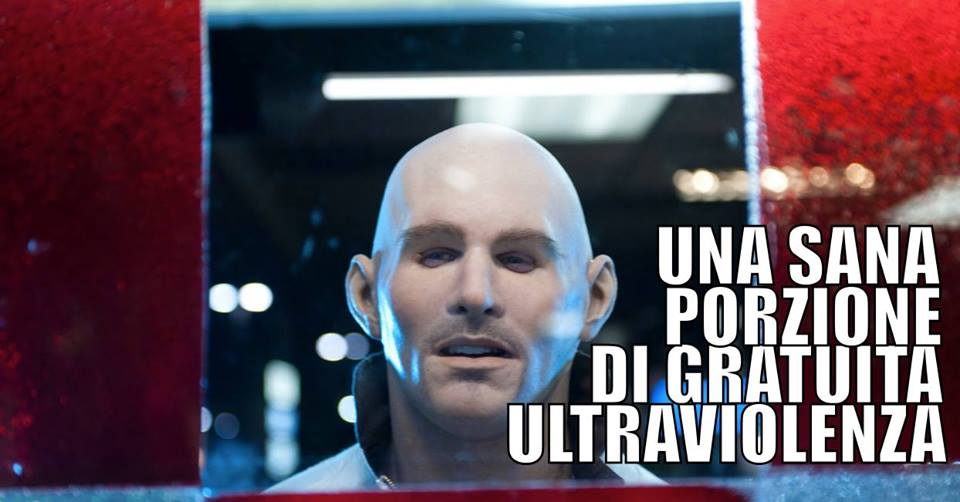 UNA SANA
PORZIONE
DI GRATUITA
ULTRAVIOLENZA